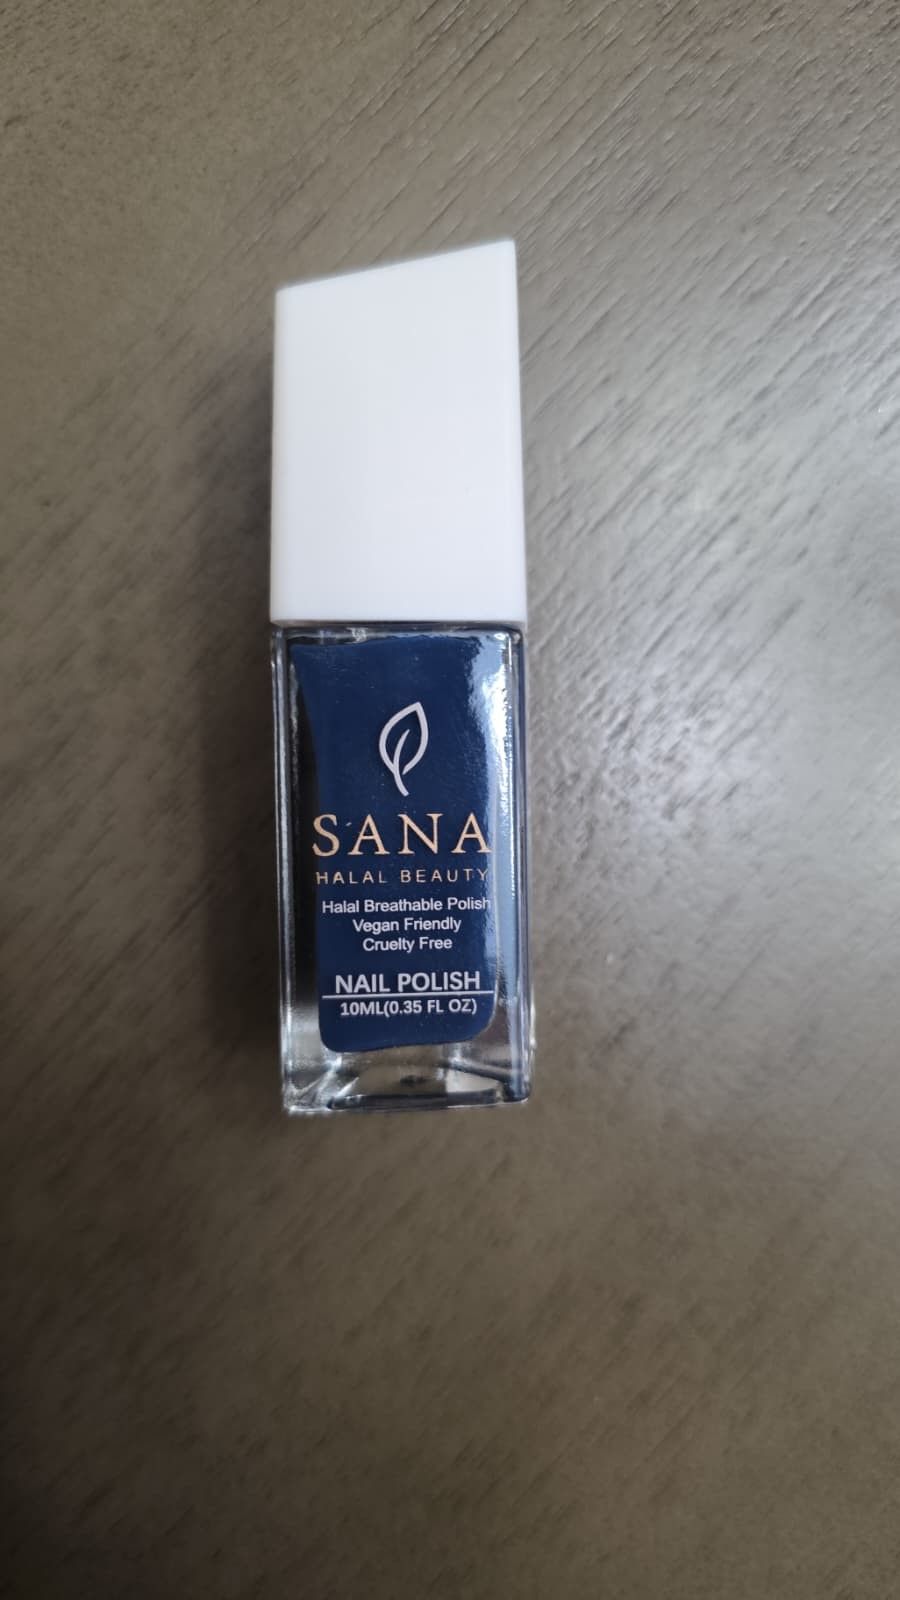 SANA
HALAL BEAUTY
Halal Breathable Polish
Vegan Friendly
Cruelty Free
NAIL POLISH
10ML(0.35 FL OZ)